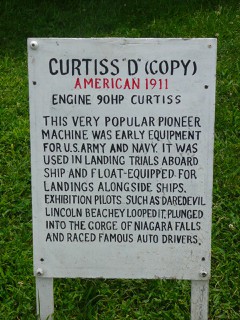 CURTISS "D" (COPY)
AMERICAN 1911
ENGINE 90HP CURTISS
THIS VERY POPULAR PIONEER
MACHINE WAS EARLY EQUIPMENT
FOR U.S. ARMY AND NAVY. IT WAS
USED IN LANDING TRIALS ABOARD
SHIP AND FLOAT-EQUIPPED FOR
LANDINGS ALONGSIDE SHIPS.
EXHIBITION PILOTS SUCH AS DAREDEVIL
LINCOLN BEACHEY LOOPED IT, PLUNGED
INTO THE GORGE OF NIAGARA FALLS
AND RACED FAMOUS AUTO DRIVERS.